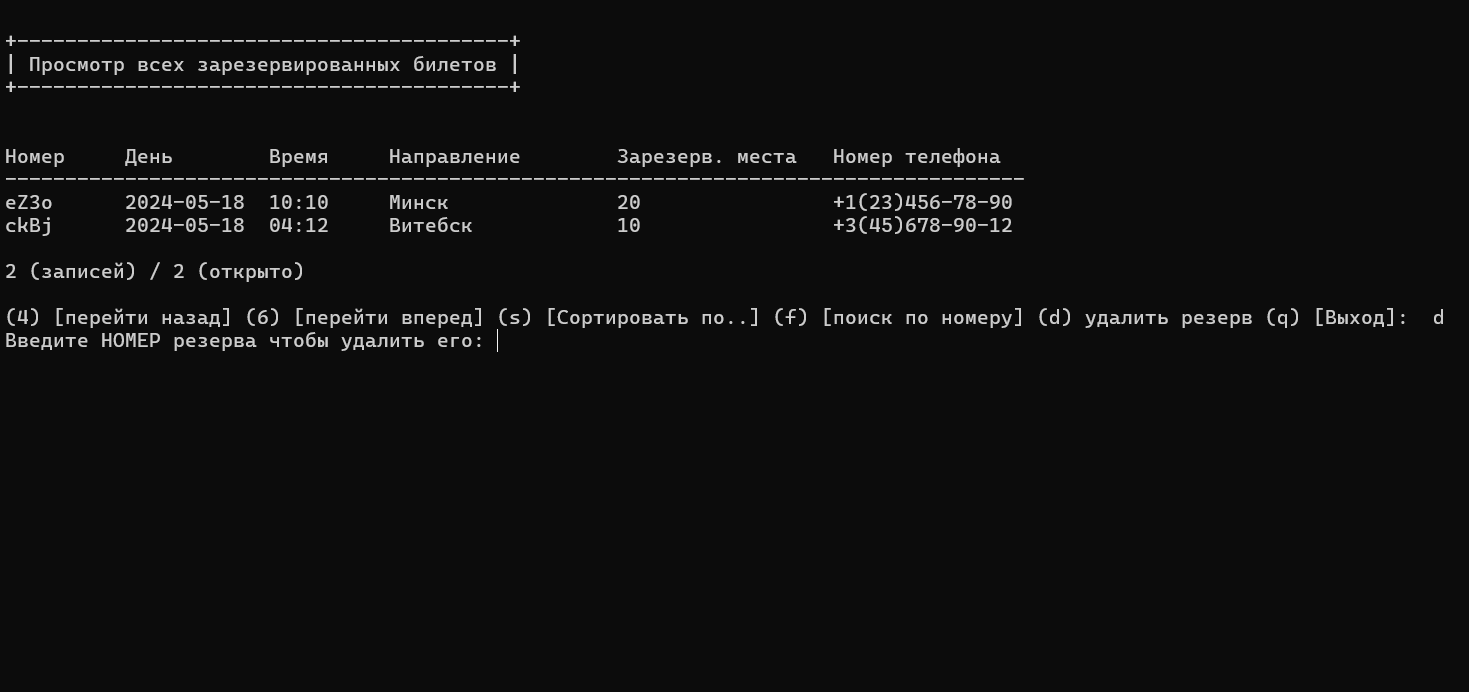 +-----------------------------------------+
| Просмотр всех зарезервированных билетов |
+-----------------------------------------+
Номер     День        Время     Направление        Зарезерв. места   Номер телефона
-------------------------------------------------------------------------------------
eZ3o      2024-05-18  10:10     Минск              20                +1(23)456-78-90
ckBj      2024-05-18  04:12     Витебск            10                +3(45)678-90-12
2 (записей) / 2 (открыто)
(4) [перейти назад] (6) [перейти вперед] (s) [Сортировать по..] (f) [поиск по номеру] (d) удалить резерв (q) [Выход]:  d
Введите НОМЕР резерва чтобы удалить его: